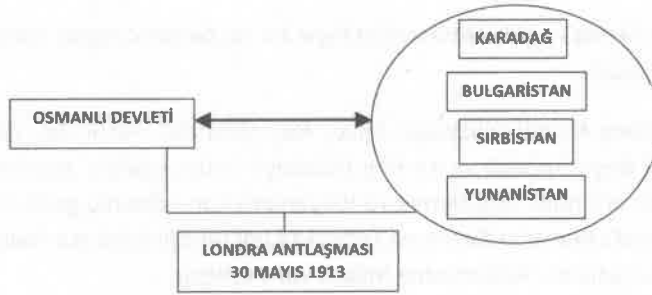 KARADAĞ
BULGARİSTAN
OSMANLI DEVLETİ
SIRBİSTAN
YUNANİSTAN
LONDRA ANTLAŞMASI
30 MAYIS 1913